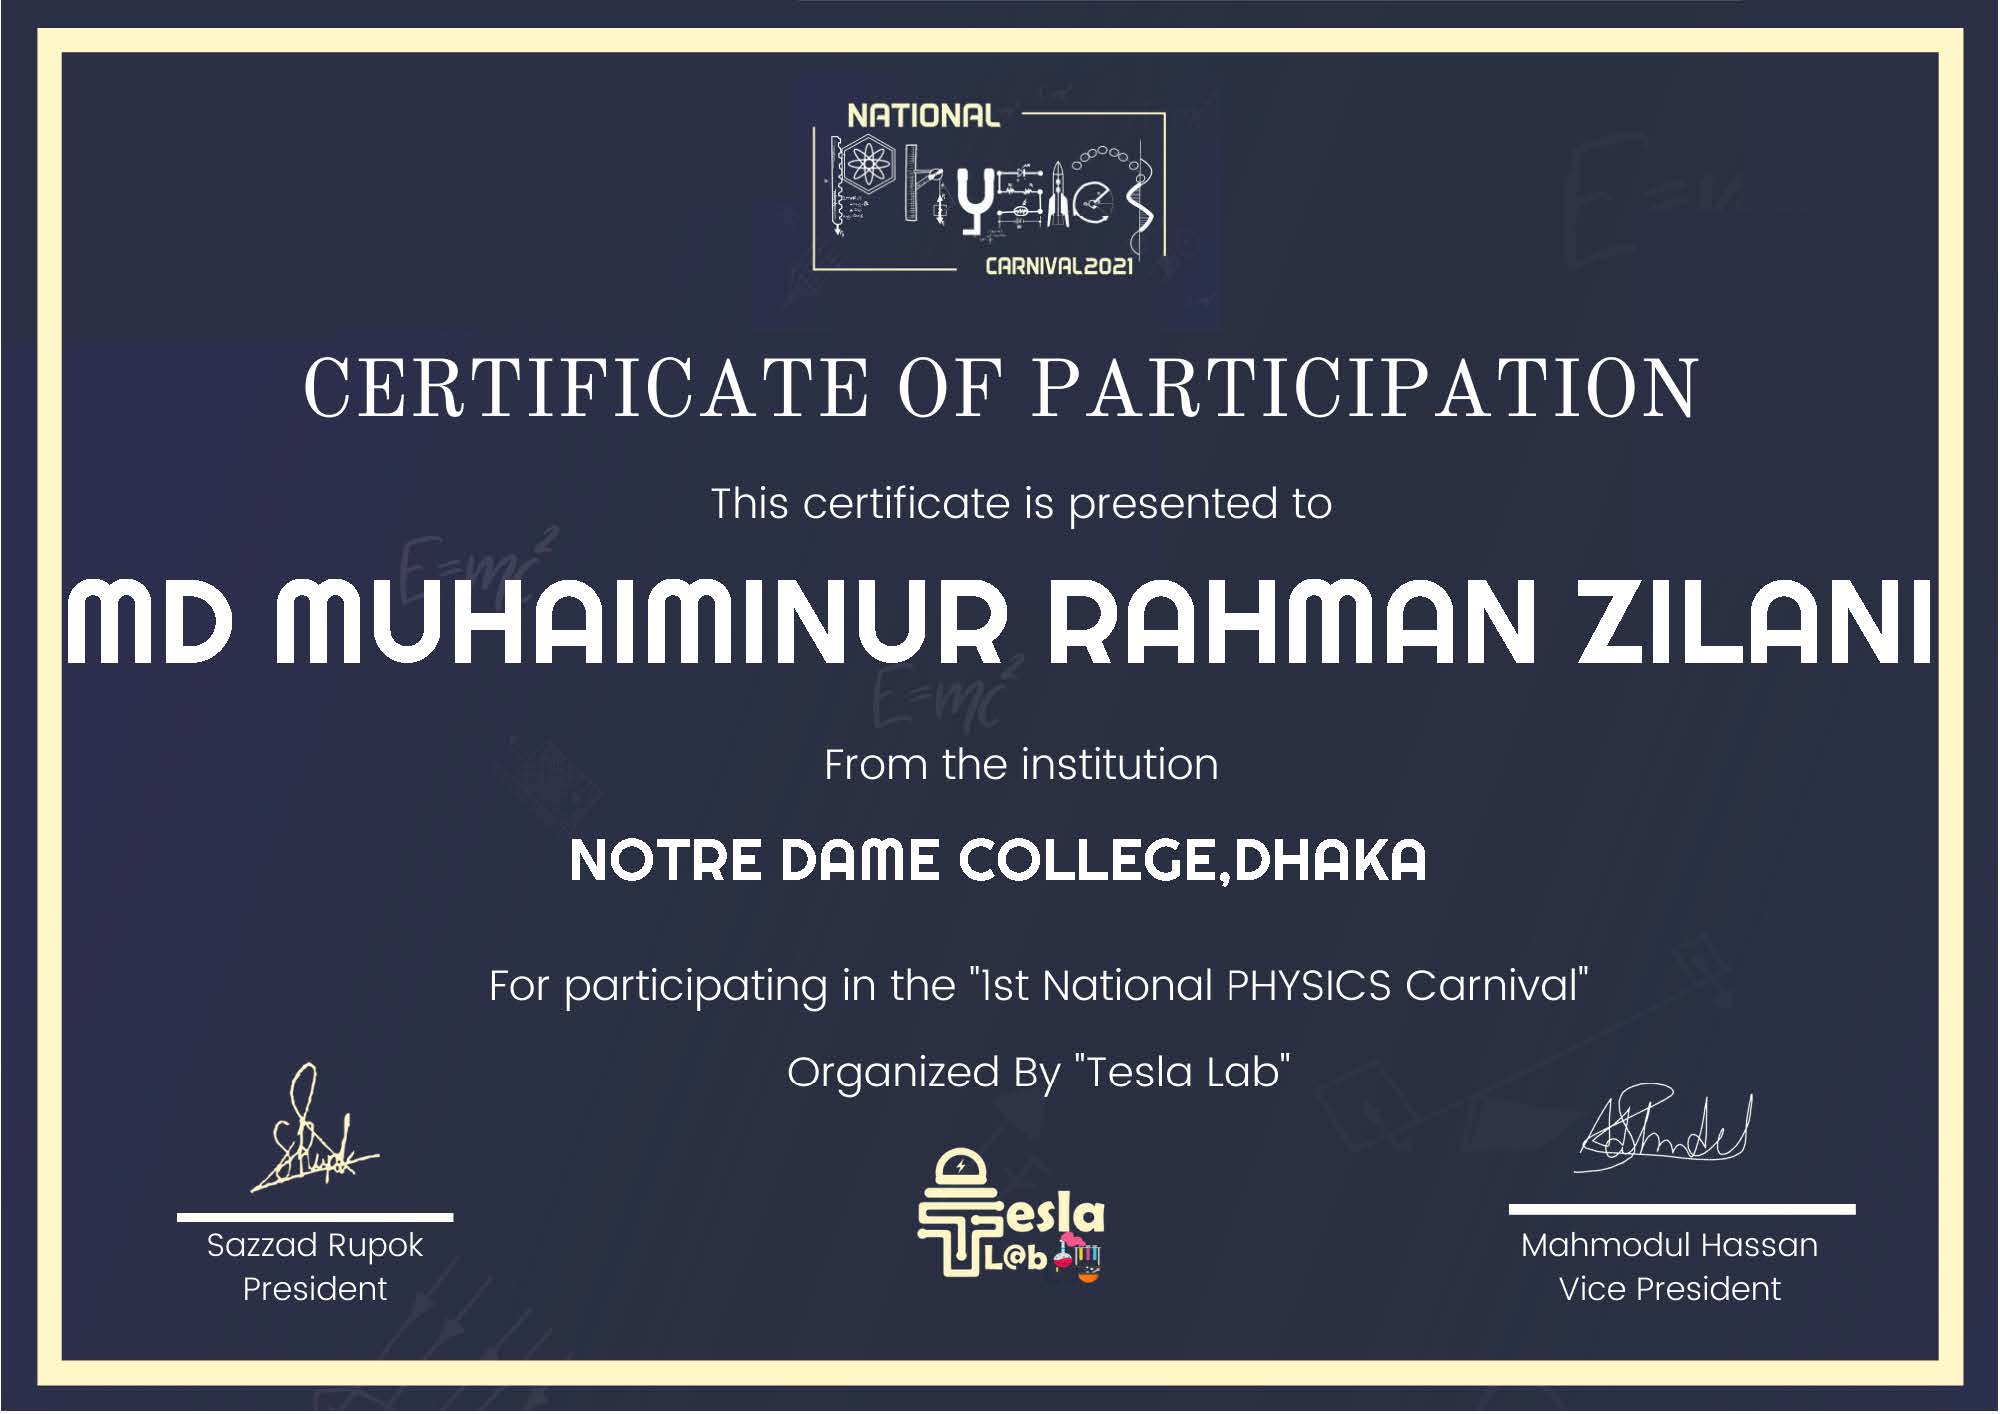 NATIONAL
Physics
CARNIVAL2021
CERTIFICATE OF PARTICIPATION
This certificate is presented to
E=mc²
MD MUHAIMINUR RAHMAN ZILANI
E=mc²
From the institution
NOTRE DAME COLLEGE,DHAKA
For participating in the "1st National PHYSICS Carnival"
Organized By "Tesla Lab"
Tesla
L@b
Sazzad Rupok
President
Mahmodul Hassan
Vice President